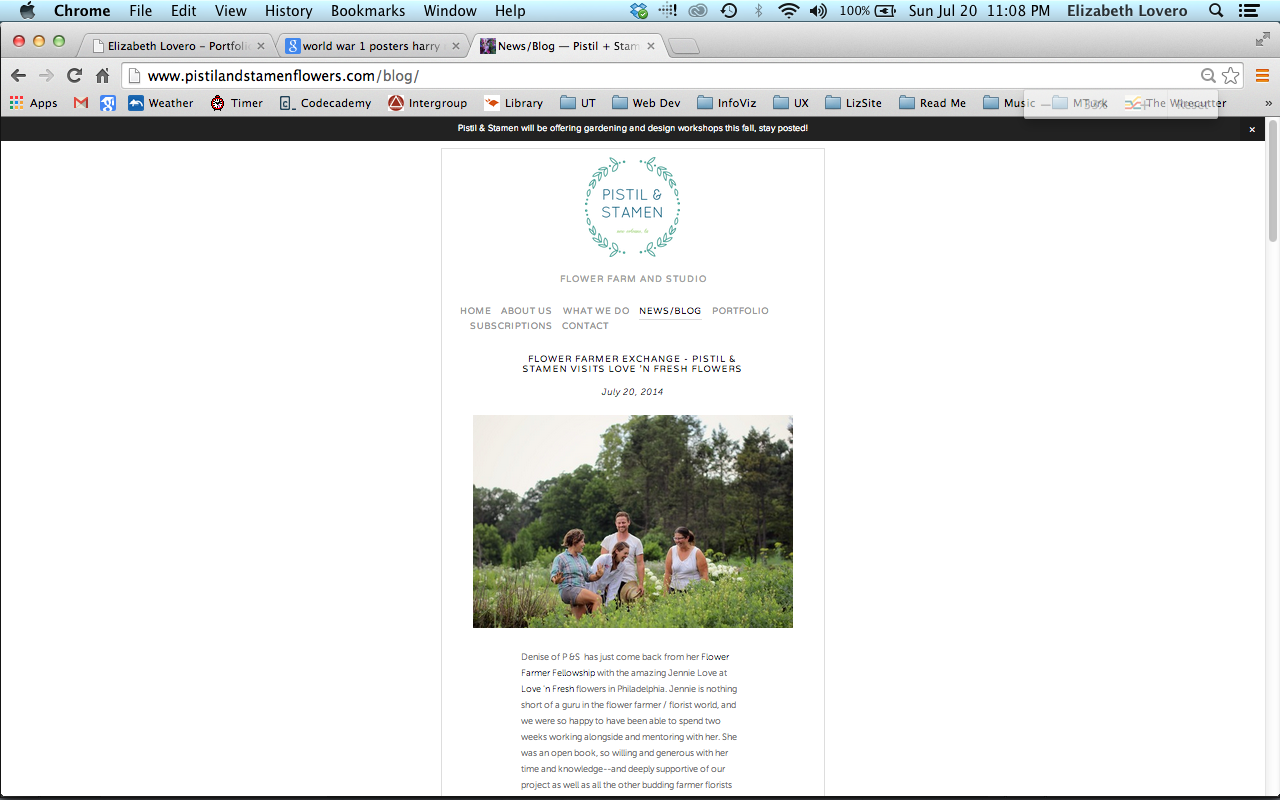 Chrome File Edit View History Bookmarks Window Help 100% Sun Jul 20 11:08 PM Elizabeth Lovero
Elizabeth Lovero – Portfoli World war 1 posters harry News/Blog — Pistil + Stam
www.pistilandstamenflowers.com/blog/
Apps Weather Timer Codecademy Intergroup Library UT Web Dev InfoViz UX LizSite Read Me Music MTurk The Wirecutter »
Pistil & Stamen will be offering gardening and design workshops this fall, stay posted!
PISTIL &
STAMEN
new orleans, la
FLOWER FARM AND STUDIO
HOME ABOUT US WHAT WE DO NEWS/BLOG PORTFOLIO
SUBSCRIPTIONS CONTACT
FLOWER FARMER EXCHANGE - PISTIL &
STAMEN VISITS LOVE 'N FRESH FLOWERS
July 20, 2014
Denise of P &S has just come back from her Flower
Farmer Fellowship with the amazing Jennie Love at
Love 'n Fresh flowers in Philadelphia. Jennie is nothing
short of a guru in the flower farmer / florist world, and
we were so happy to have been able to spend two
weeks working alongside and mentoring with her. She
was an open book, so willing and generous with her
time and knowledge--and deeply supportive of our
project as well as all the other budding farmer florists